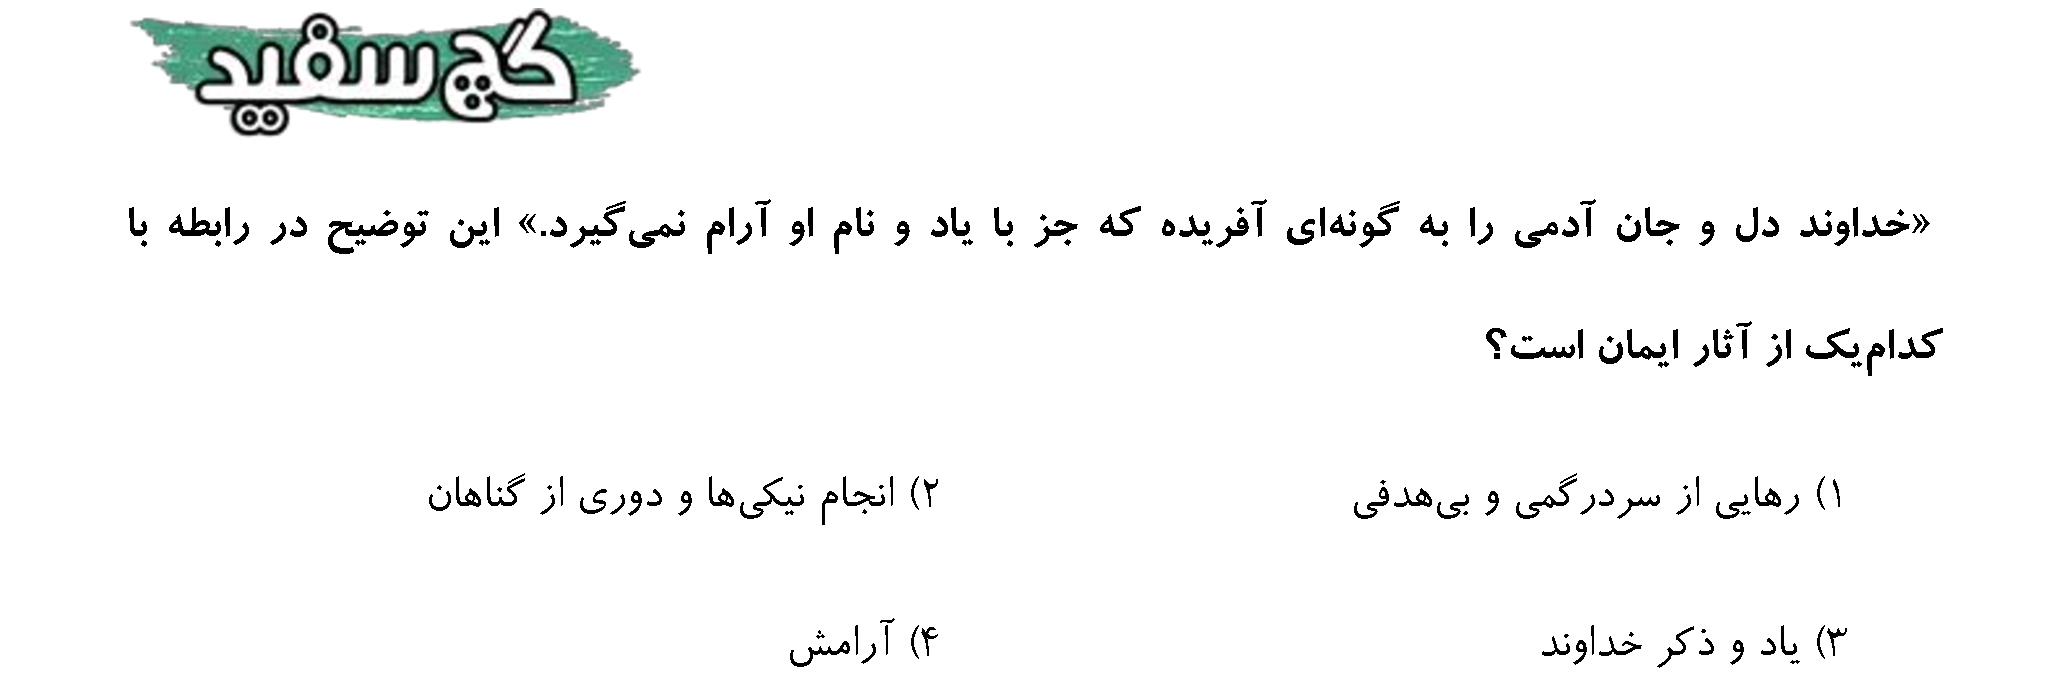 گچ سفید
«خداوند دل و جان آدمی را به گونه‌ای آفریده که جز با یاد و نام او آرام نمی‌گیرد.» این توضیح در رابطه با
کدام‌یک از آثار ایمان است؟
۱) رهایی از سردرگمی و بی‌هدفی
۲) انجام نیکی‌ها و دوری از گناهان
۳) یاد و ذکر خداوند
۴) آرامش